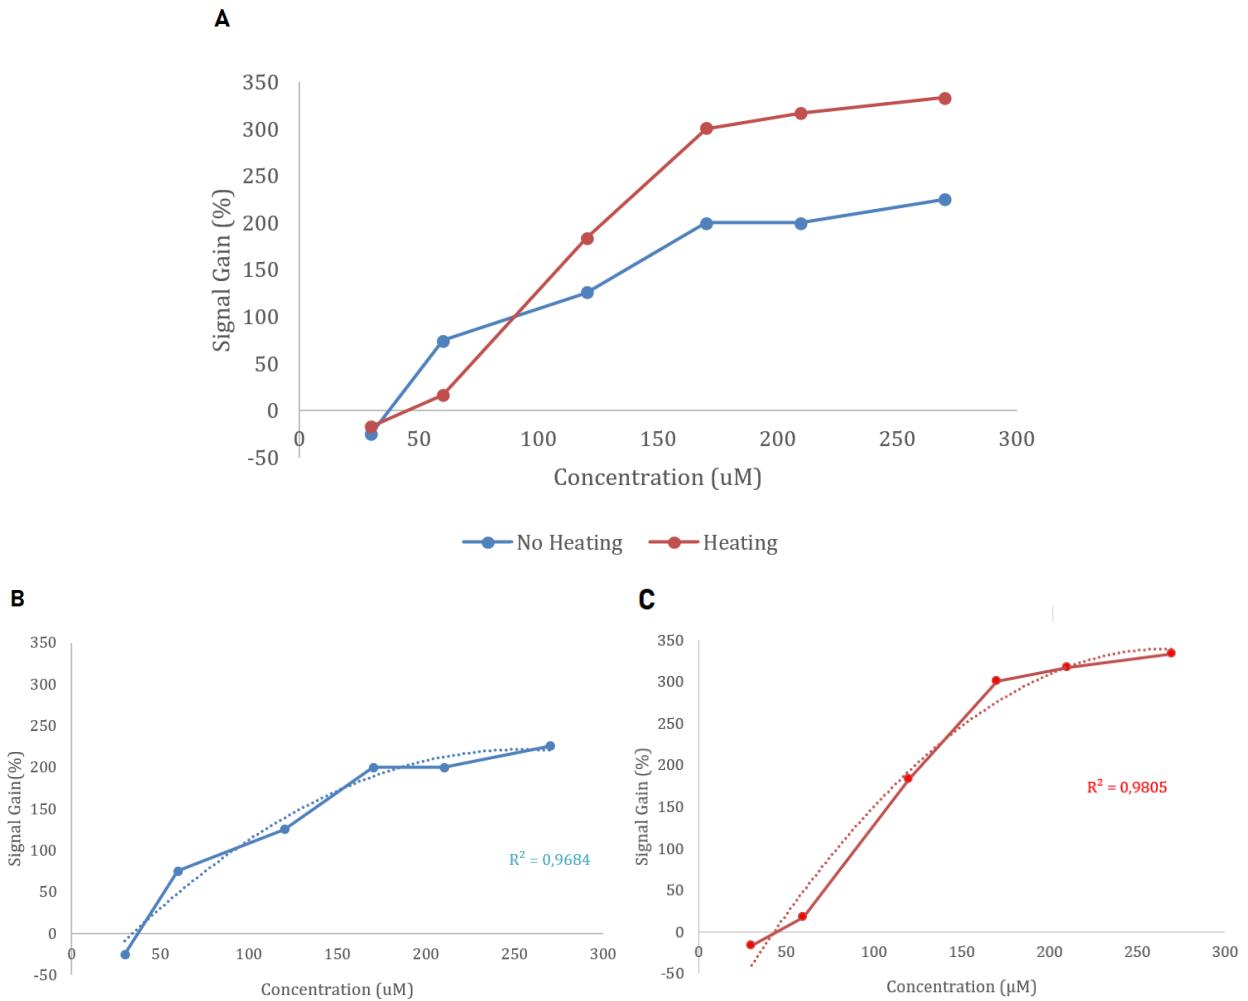 A
350
300
250
200
150
100
50
0
-50
Signal Gain (%)
0 50 100 150 200 250 300
Concentration (uM)
No Heating Heating
B
350
300
250
200
150
100
50
0
-50
Signal Gain(%)
0 50 100 150 200 250 300
Concentration (uM)
R² = 0,9684
C
350
300
250
200
150
100
50
0
-50
Signal Gain (%)
0 50 100 150 200 250 300
Concentration (μM)
R² = 0,9805